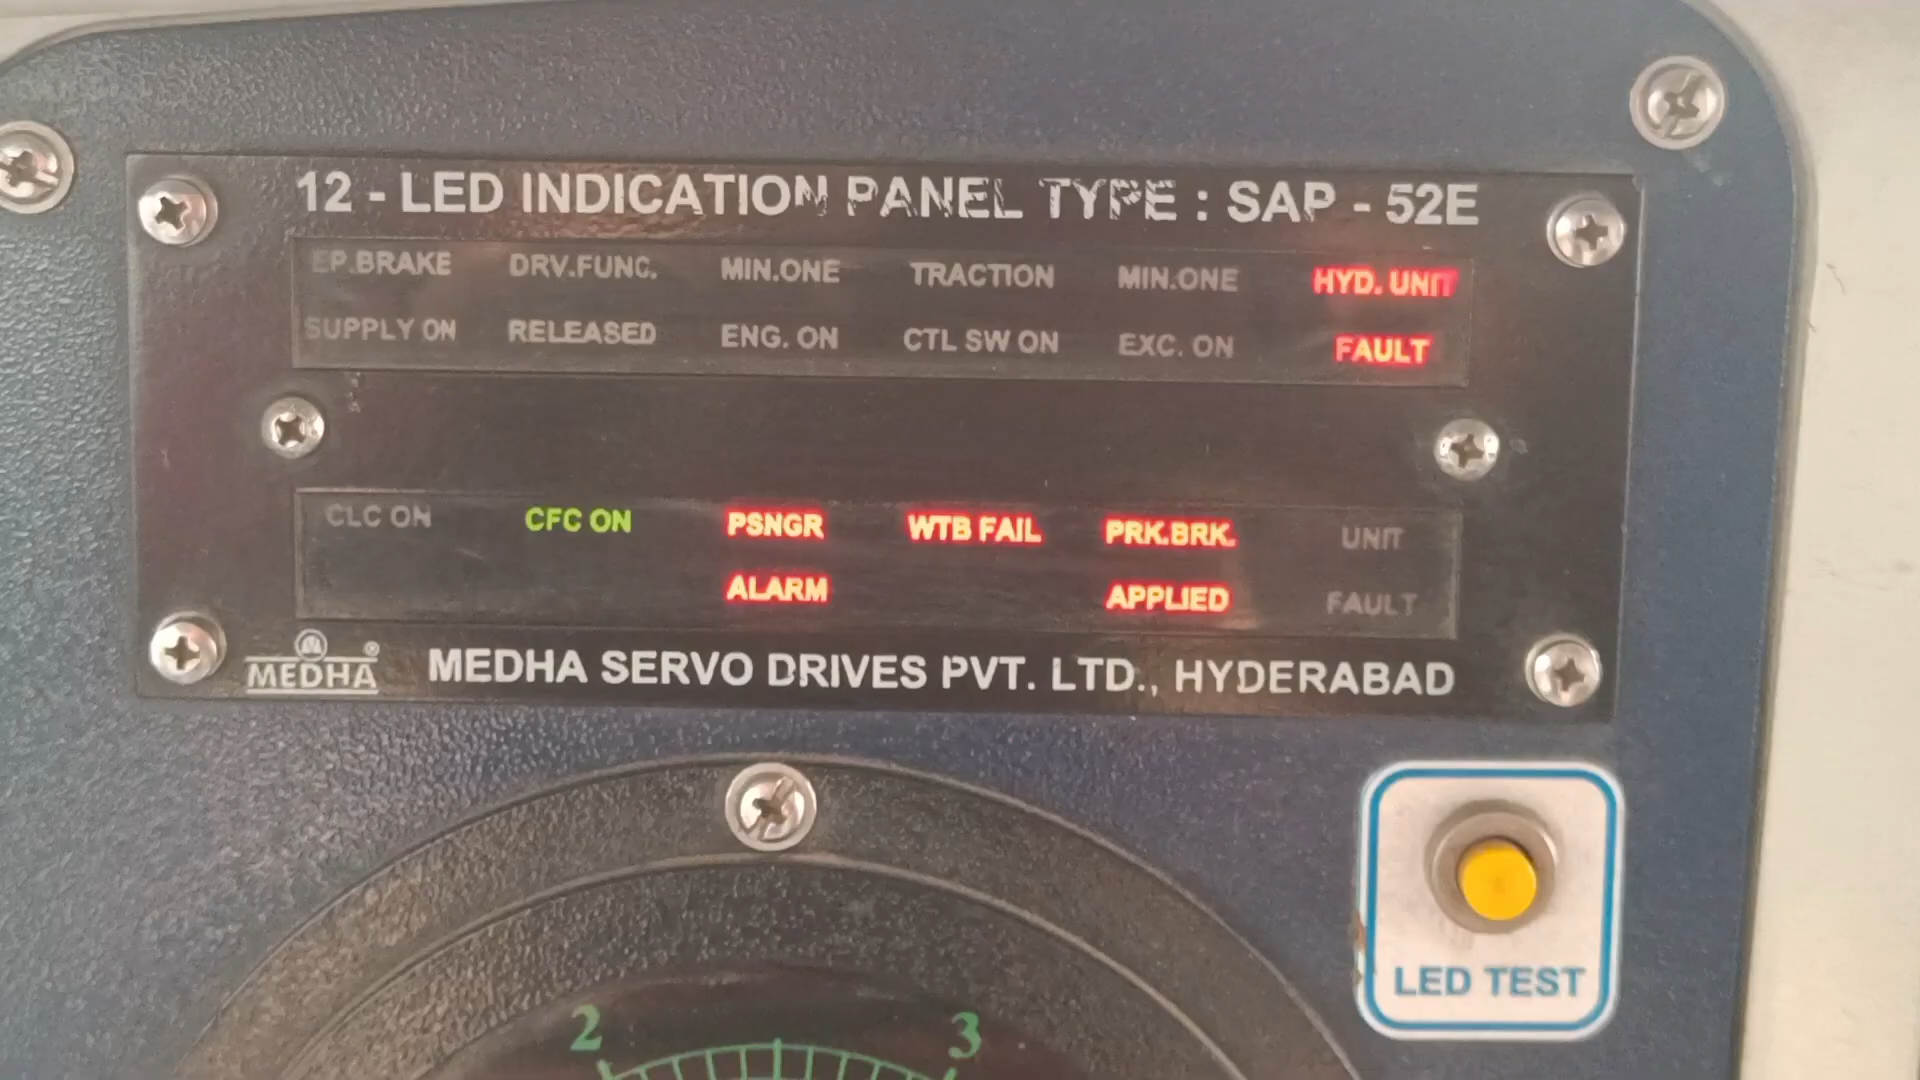 12 - LED INDICATION PANEL TYPE : SAP - 52E
EP.BRAKE DRV.FUNC. MIN.ONE TRACTION MIN.ONE HYD. UNIT
SUPPLY ON RELEASED ENG. ON CTL SW ON EXC. ON FAULT
CLC ON CFC ON PSNGR WTB FAIL PRK.BRK. UNIT
ALARM APPLIED FAULT
MEDHA ® MEDHA SERVO DRIVES PVT. LTD., HYDERABAD
LED TEST
2 3